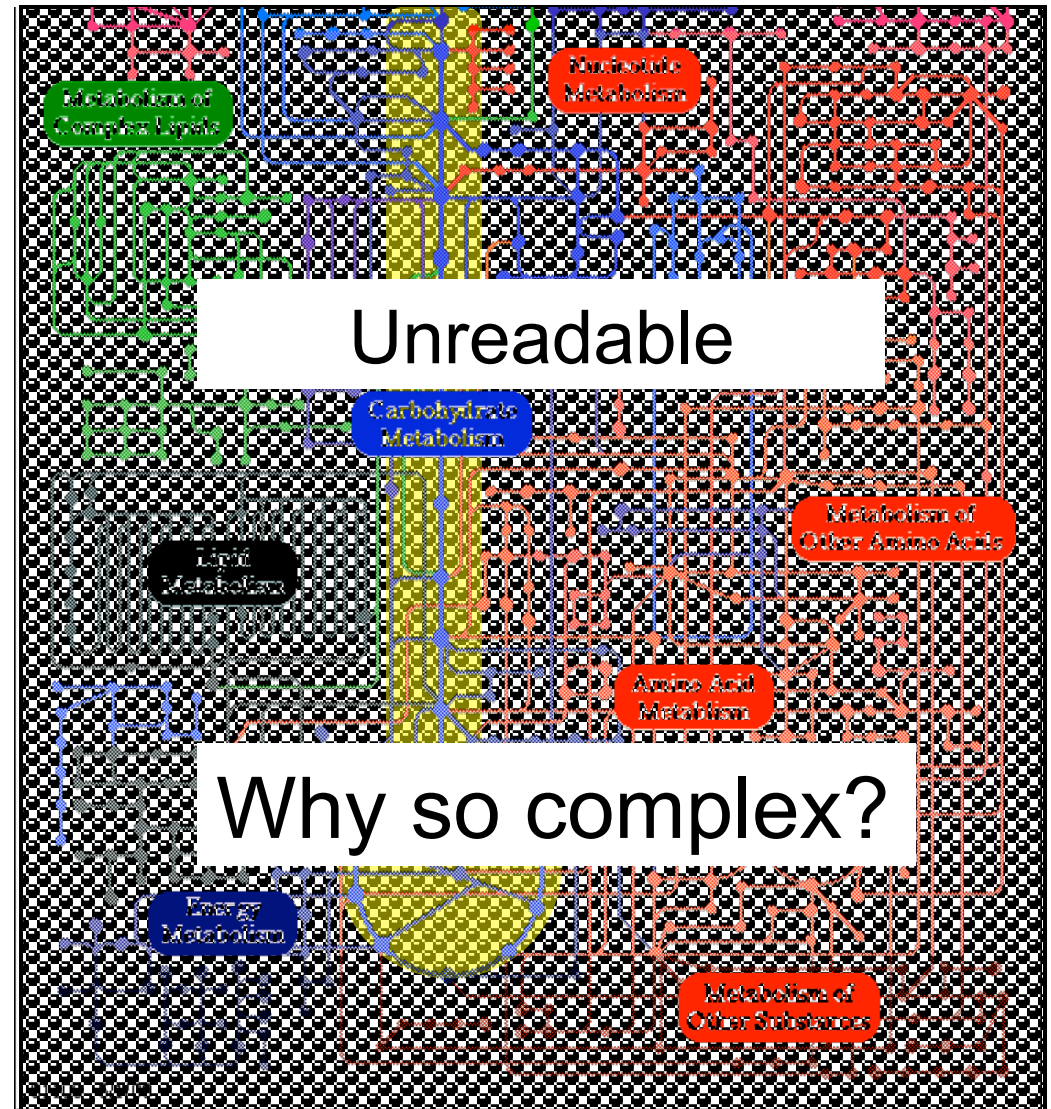 Nucleotide
Metabolism
Metabolism of
Complex Lipids
Unreadable
Carbohydrate
Metabolism
Metabolism of
Other Amino Acids
Lipid
Metabolism
Amino Acid
Metablism
Why so complex?
Energy
Metabolism
Metabolism of
Other Substances